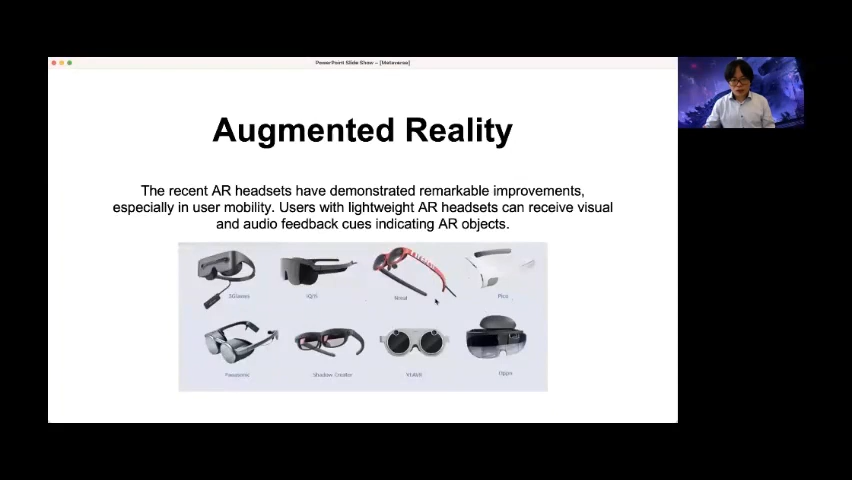 PowerPoint Slide Show – [Metaverse]
Augmented Reality
The recent AR headsets have demonstrated remarkable improvements,
especially in user mobility. Users with lightweight AR headsets can receive visual
and audio feedback cues indicating AR objects.
3Glasses
iQIYI
Nreal
Pico
Panasonic
Shadow Creator
Oppo